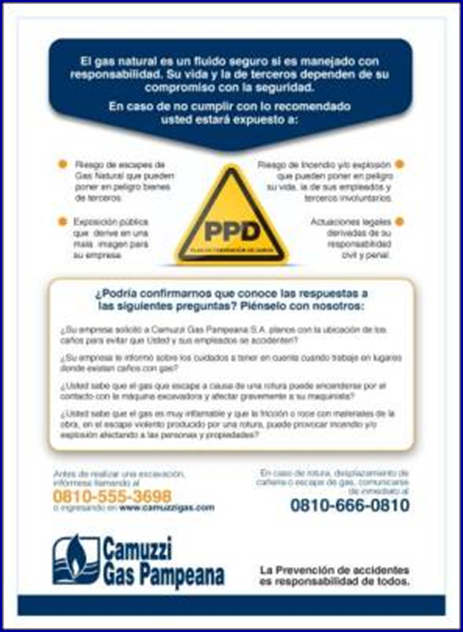 El gas natural es un fluido seguro si es manejado con
responsabilidad. Su vida y la de terceros dependen de su
compromiso con la seguridad.
En caso de no cumplir con lo recomendado
usted estará expuesto a:
Riesgo de escapes de
Gas Natural que pueden
poner en peligro bienes
de terceros.
Exposición pública
que derive en una
mala imagen para
su empresa.
PPD
PLAN DE PREVENCIÓN DE DAÑOS
Riesgo de Incendio y/o explosión
que pueden poner en peligro
su vida, la de sus empleados y
terceros involuntarios.
Actuaciones legales
derivadas de su
responsabilidad
civil y penal.
¿Podría confirmarnos que conoce las respuestas a
las siguientes preguntas? Piénselo con nosotros:
¿Su empresa solicitó a Camuzzi Gas Pampeana S.A. planos con la ubicación de los
caños para evitar que Usted y sus empleados se accidenten?
¿Su empresa le informó sobre los cuidados a tener en cuenta cuando trabaje en lugares
donde existan caños con gas?
¿Usted sabe que el gas que escapa a causa de una rotura puede encenderse por el
contacto con la máquina excavadora y afectar gravemente a su maquinista?
¿Usted sabe que el gas es muy inflamable y que la fricción o roce con materiales de la
obra, en el escape violento producido por una rotura, puede provocar incendio y/o
explosión afectando a las personas y propiedades?
Antes de realizar una excavación,
infórmese llamando al
0810-555-3698
o ingresando en www.camuzzigas.com
En caso de rotura, desplazamiento de
cañería o escape de gas, comunicarse
de inmediato al
0810-666-0810
Camuzzi
Gas Pampeana
La Prevención de accidentes
es responsabilidad de todos.